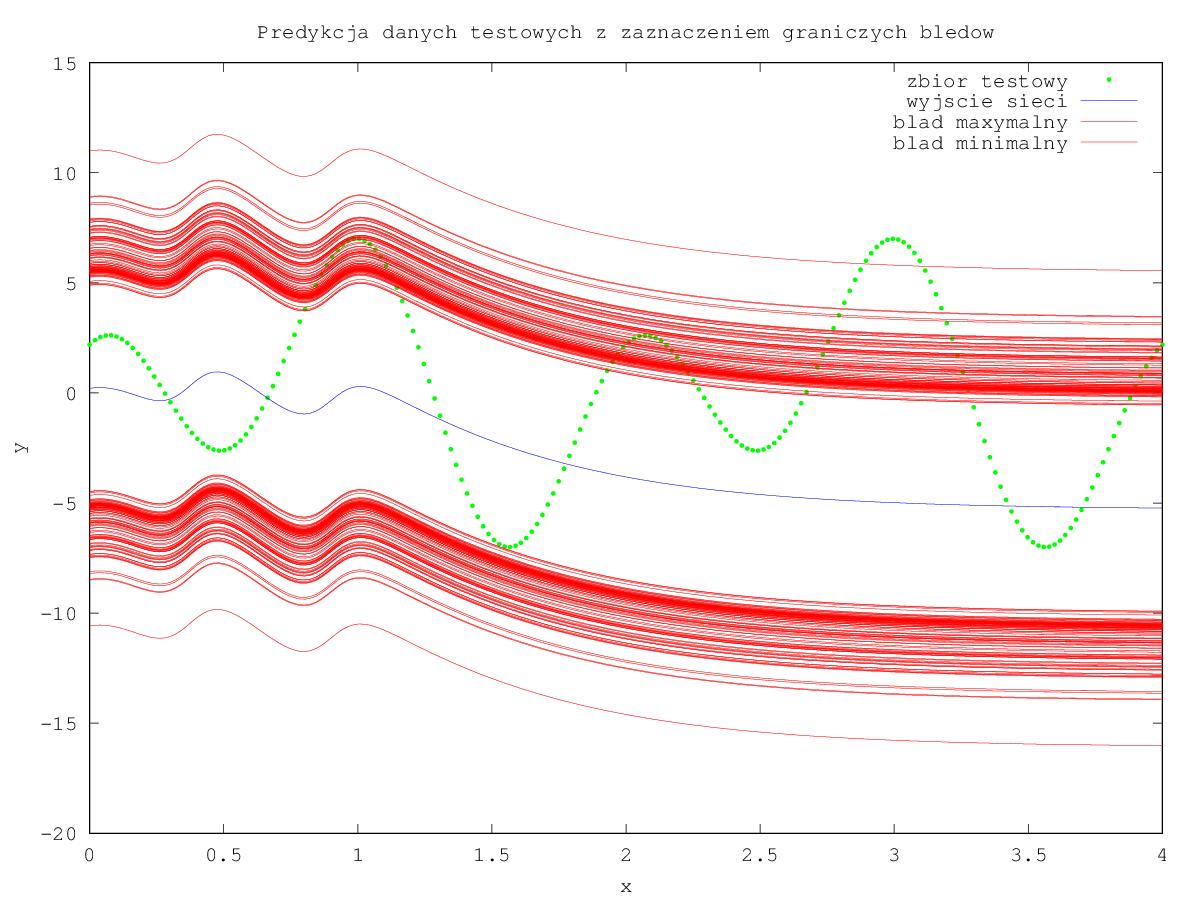 Predykcja danych testowych z zaznaczeniem graniczych bledow
15
10
5
0
-5
-10
-15
-20
y
zbior testowy
wyjscie sieci
blad maxymalny
blad minimalny
0 0.5 1 1.5 2 2.5 3 3.5 4
x